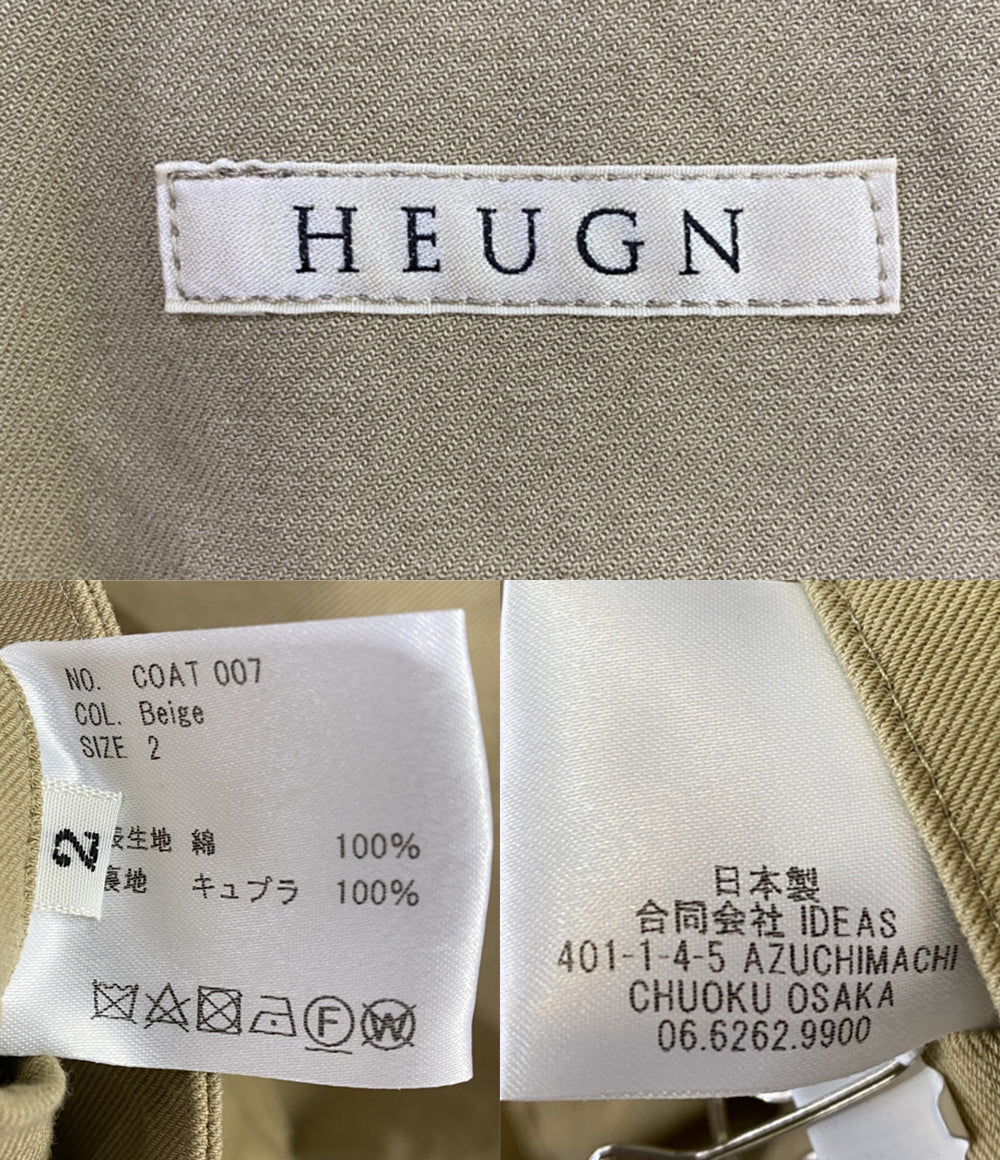 HEUGN
NO. COAT 007
COL. Beige
SIZE 2
2
表生地 綿 100%
裏地 キュプラ 100%
F W
日本製
合同会社 IDEAS
401-1-4-5 AZUCHIMACHI
CHUOKU OSAKA
06.6262.9900